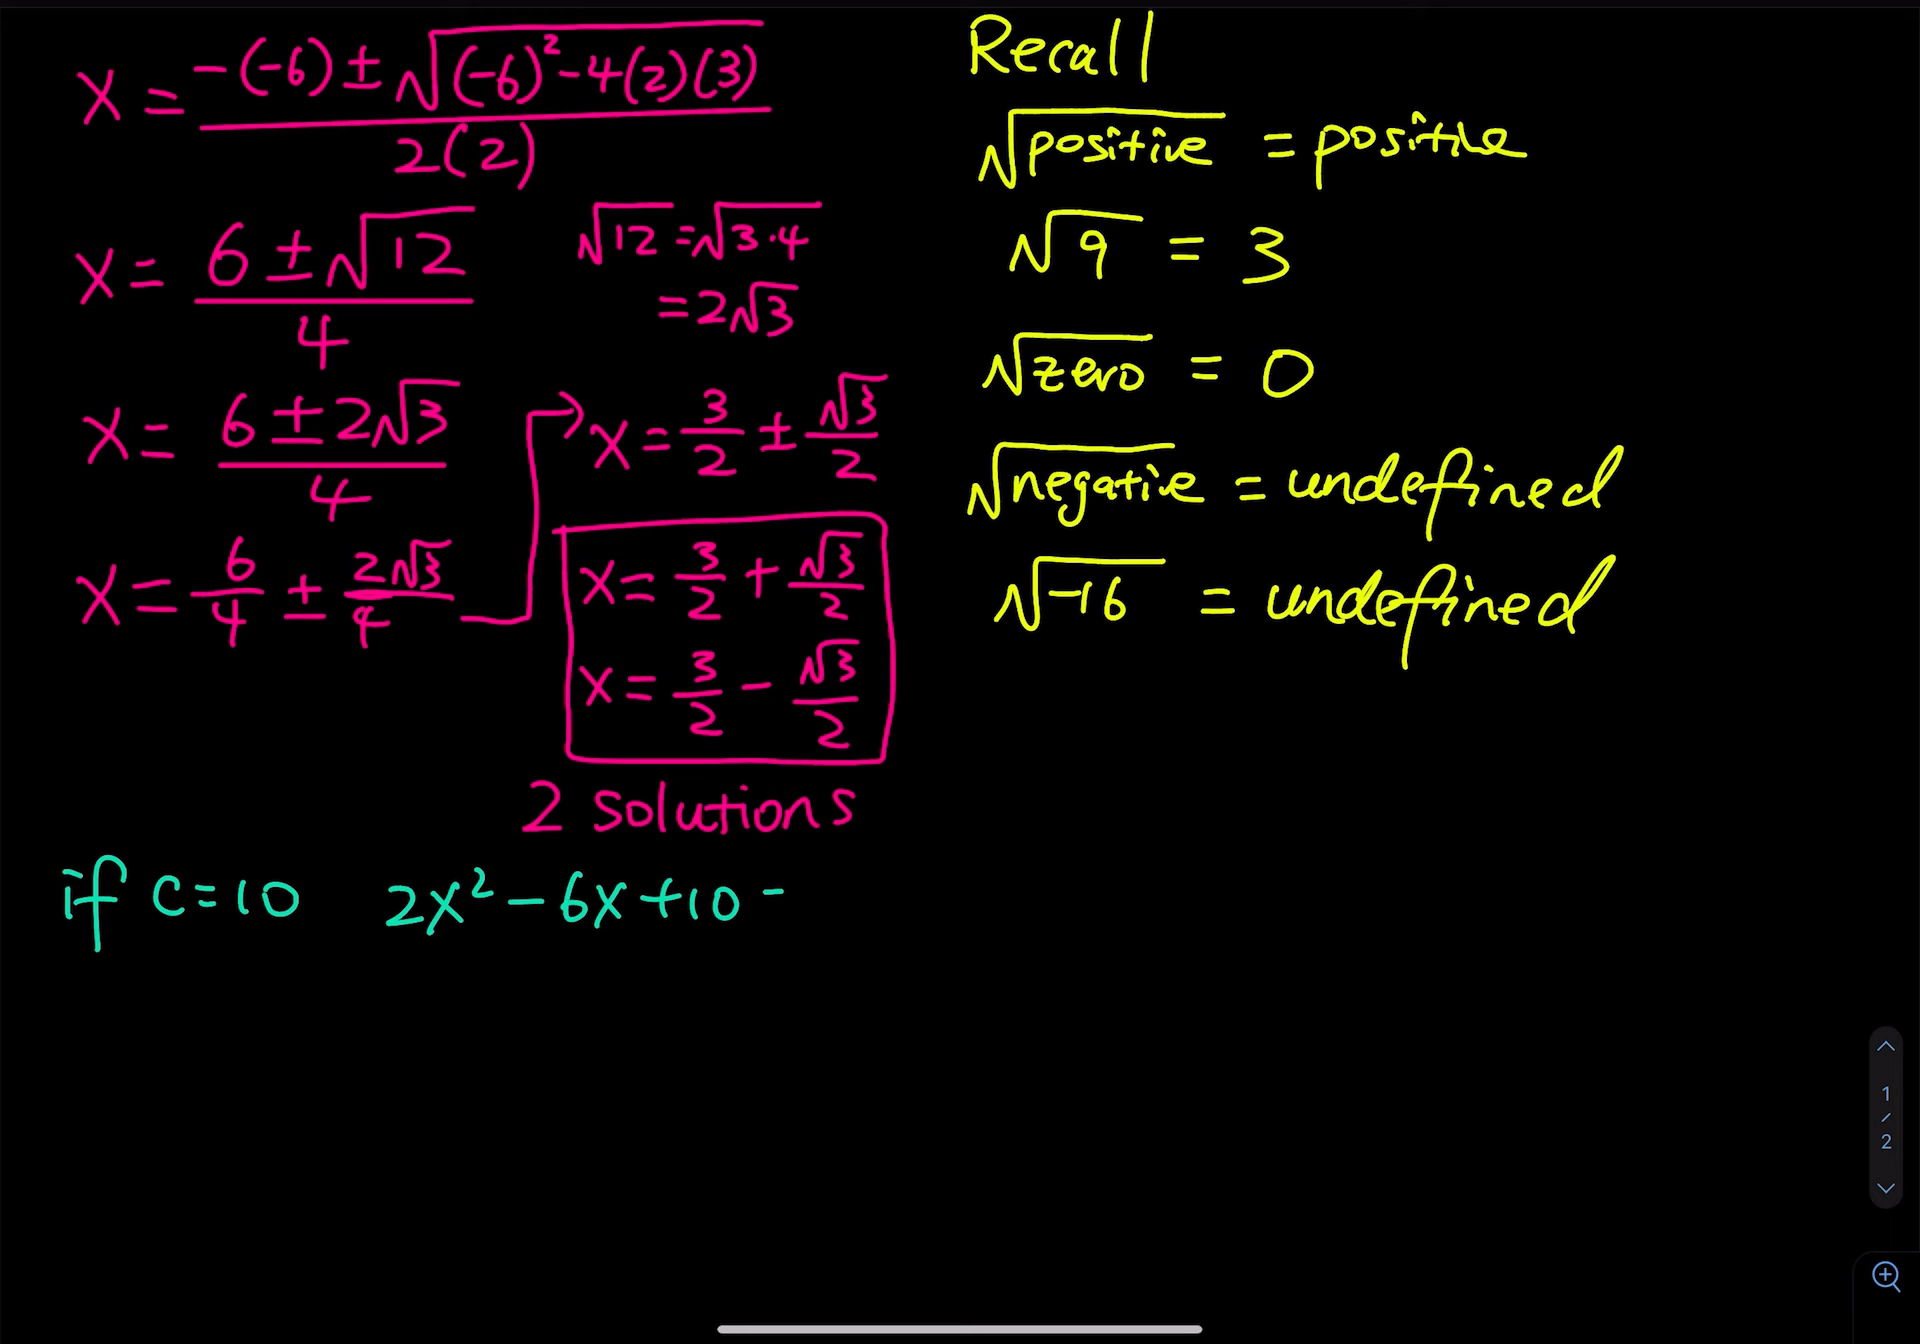 x = (-(-6) ± √((-6)² - 4(2)(3))) / 2(2)
x = (6 ± √12) / 4
√12 = √3·4
= 2√3
x = (6 ± 2√3) / 4
x = 6/4 ± 2√3/4
x = 3/2 ± √3/2
x = 3/2 + √3/2
x = 3/2 - √3/2
2 solutions
if c = 10 2x² - 6x + 10 -
Recall
√positive = positive
√9 = 3
√zero = 0
√negative = undefined
√-16 = undefined
1
/
2